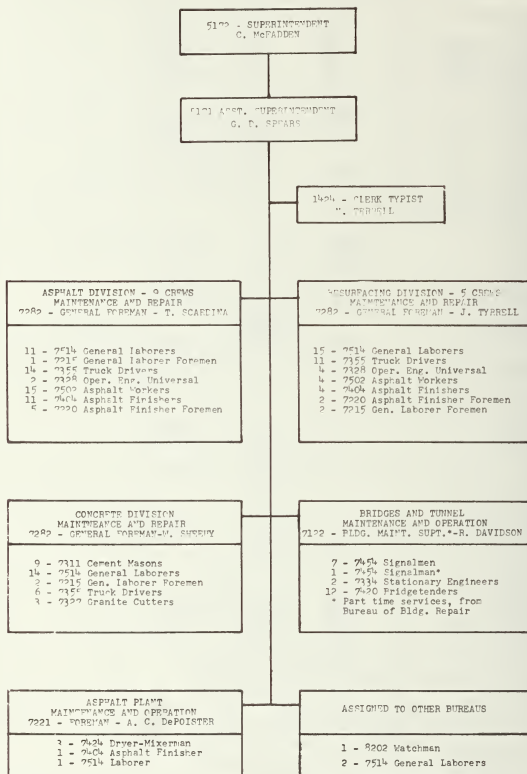 5172 - SUPERINTENDENT
C. McFADDEN
ASST. SUPERINTENDENT
G. D. SPEARS
1424 - CLERK TYPIST
ASPHALT DIVISION - 9 CREWS
MAINTENANCE AND REPAIR
7282 - GENERAL FOREMAN - T. SCARDINA
11 - 7514 General Laborers
1 - 7215 General Laborer Foremen
14 - 7355 Truck Drivers
2 - 7328 Oper. Eng. Universal
15 - 7502 Asphalt Workers
11 - 7404 Asphalt Finishers
5 - 7220 Asphalt Finisher Foremen
RESURFACING DIVISION - 5 CREWS
MAINTENANCE AND REPAIR
7282 - GENERAL FOREMAN - J. TYRRELL
15 - 7514 General Laborers
11 - 7355 Truck Drivers
4 - 7328 Oper. Eng. Universal
4 - 7502 Asphalt Workers
4 - 7404 Asphalt Finishers
2 - 7220 Asphalt Finisher Foremen
2 - 7215 Gen. Laborer Foremen
CONCRETE DIVISION
MAINTNEANCE AND REPAIR
7282 - GENERAL FOREMAN-W. SHEEHY
9 - 7311 Cement Masons
14 - 7514 General Laborers
2 - 7215 Gen. Laborer Foremen
6 - 7355 Truck Drivers
3 - 7327 Granite Cutters
BRIDGES AND TUNNEL
MAINTENANCE AND OPERATION
7122 - BLDG. MAINT. SUPT.*-R. DAVIDSON
7 - 7454 Signalmen
1 - 7454 Signalman*
2 - 7334 Stationary Engineers
12 - 7420 Bridgetenders
* Part time services, from
Bureau of Bldg. Repair
ASPHALT PLANT
MAINTENANCE AND OPERATION
7221 - FOREMAN - A. C. DePOISTER
3 - 7424 Dryer-Mixerman
1 - 7404 Asphalt Finisher
1 - 7514 Laborer
ASSIGNED TO OTHER BUREAUS
1 - 8202 Watchman
2 - 7514 General Laborers